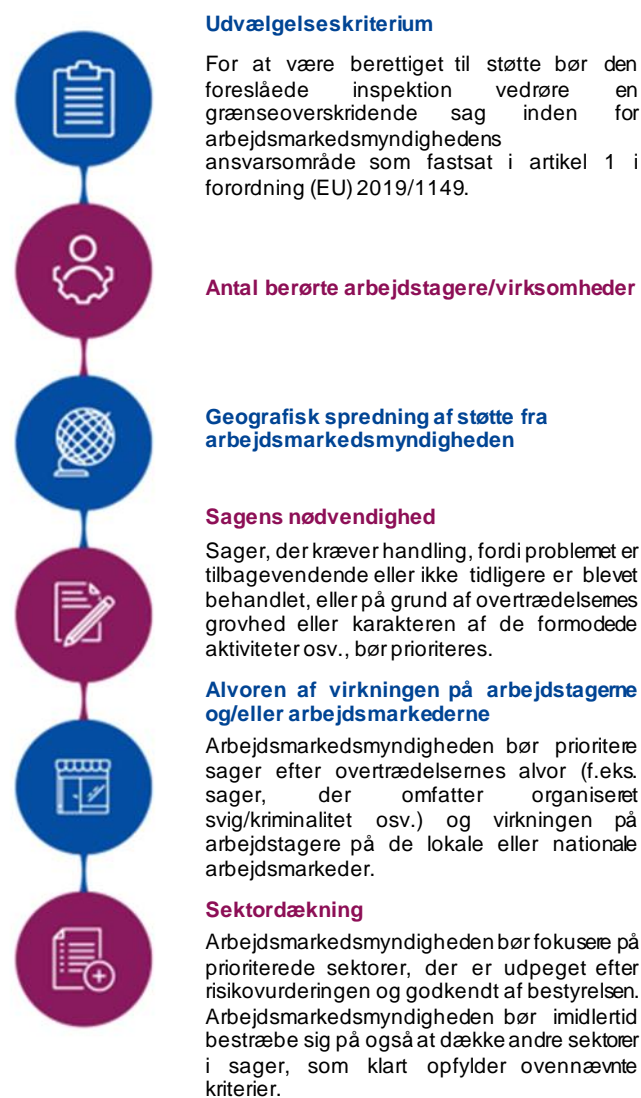 Udvælgelseskriterium
For at være berettiget til støtte bør den
foreslåede inspektion vedrøre en
grænseoverskridende sag inden for
arbejdsmarkedsmyndighedens
ansvarsområde som fastsat i artikel 1 i
forordning (EU) 2019/1149.
Antal berørte arbejdstagere/virksomheder
Geografisk spredning af støtte fra
arbejdsmarkedsmyndigheden
Sagens nødvendighed
Sager, der kræver handling, fordi problemet er
tilbagevendende eller ikke tidligere er blevet
behandlet, eller på grund af overtrædelsernes
grovhed eller karakteren af de formodede
aktiviteter osv., bør prioriteres.
Alvoren af virkningen på arbejdstagerne
og/eller arbejdsmarkederne
Arbejdsmarkedsmyndigheden bør prioritere
sager efter overtrædelsernes alvor (f.eks.
sager, der omfatter organiseret
svig/kriminalitet osv.) og virkningen på
arbejdstagere på de lokale eller nationale
arbejdsmarkeder.
Sektordækning
Arbejdsmarkedsmyndigheden bør fokusere på
prioriterede sektorer, der er udpeget efter
risikovurderingen og godkendt af bestyrelsen.
Arbejdsmarkedsmyndigheden bør imidlertid
bestræbe sig på også at dække andre sektorer
i sager, som klart opfylder ovennævnte
kriterier.